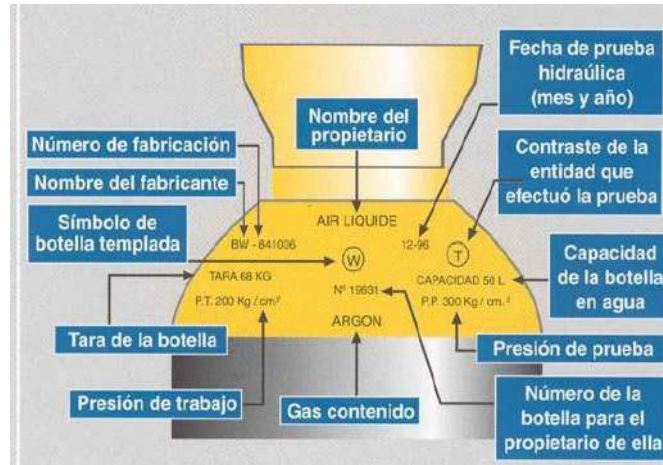 Fecha de prueba
hidraúlica
(mes y año)
Nombre del
propietario
Número de fabricación
Nombre del fabricante
Contraste de la
entidad que
efectuó la prueba
Símbolo de
botella templada
AIR LIQUIDE
BW - 841036
12-96
W
T
TARA 68 KG
CAPACIDAD 50 L
Capacidad
de la botella
en agua
Nº 19631
P.T. 200 Kg / cm.²
P.P. 300 Kg / cm. ²
ARGON
Tara de la botella
Presión de prueba
Presión de trabajo
Gas contenido
Número de la
botella para el
propietario de ella